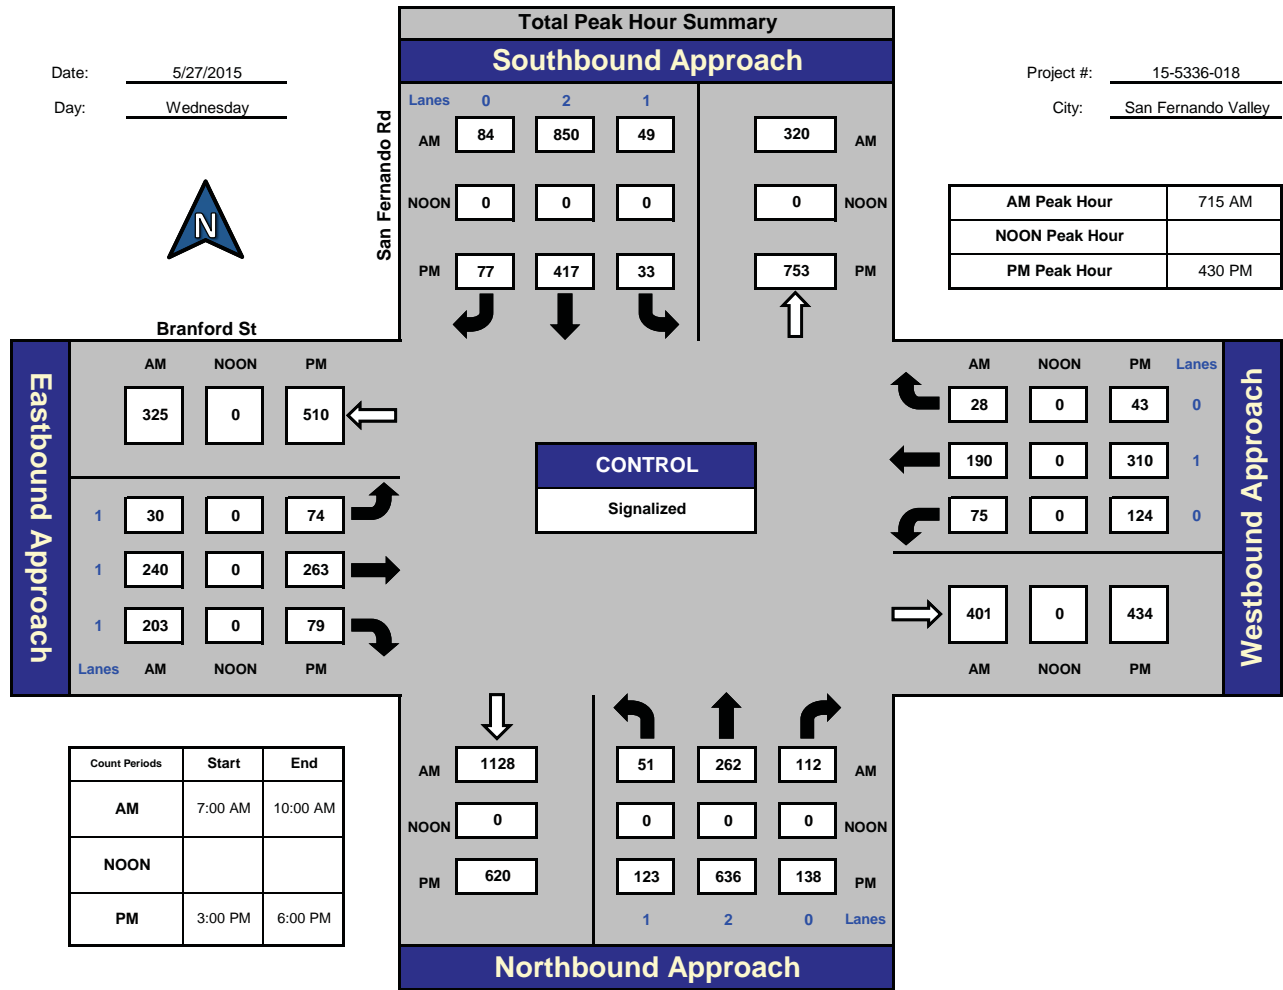 Total Peak Hour Summary
Southbound Approach
Date: 5/27/2015
Day: Wednesday
Project #: 15-5336-018
City: San Fernando Valley
San Fernando Rd
Lanes 0 2 1
AM 84 850 49 320 AM
NOON 0 0 0 0 NOON
PM 77 417 33 753 PM
N
AM Peak Hour 715 AM
NOON Peak Hour
PM Peak Hour 430 PM
Branford St
Eastbound Approach
AM NOON PM
325 0 510
1 30 0 74
1 240 0 263
1 203 0 79
Lanes AM NOON PM
CONTROL
Signalized
AM NOON PM Lanes
28 0 43 0
190 0 310 1
75 0 124 0
401 0 434
AM NOON PM
Westbound Approach
Count Periods Start End
AM 7:00 AM 10:00 AM
NOON
PM 3:00 PM 6:00 PM
AM 1128 51 262 112 AM
NOON 0 0 0 0 NOON
PM 620 123 636 138 PM
1 2 0 Lanes
Northbound Approach